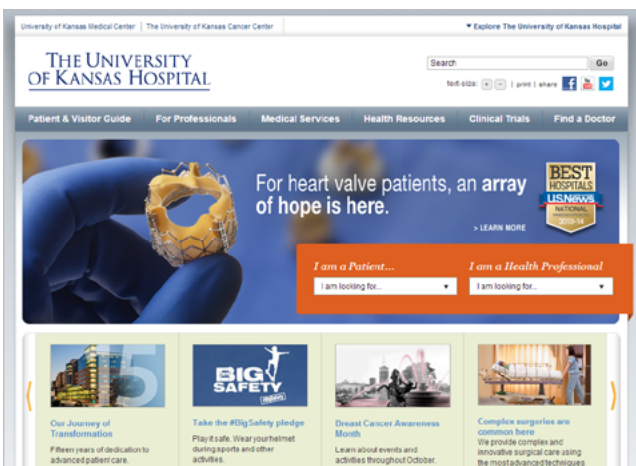 University of Kansas Medical Center | The University of Kansas Cancer Center
Explore The University of Kansas Hospital
THE UNIVERSITY
OF KANSAS HOSPITAL
Search
Go
text-size: + - | print | share
Patient & Visitor Guide
For Professionals
Medical Services
Health Resources
Clinical Trials
Find a Doctor
For heart valve patients, an array
of hope is here.
> LEARN MORE
BEST
HOSPITALS
U.S.News
NATIONAL
2013-14
I am a Patient...
I am looking for...
I am a Health Professional
I am looking for...
15
Our Journey of
Transformation
Fifteen years of dedication to
advanced patient care.
BIG
SAFETY
Take the #BigSafety pledge
Play it safe. Wear your helmet
during sports and other
activities.
Breast Cancer Awareness
Month
Learn about events and
activities throughout October.
Complex surgeries are
common here
We provide complex and
innovative surgical care using
the most advanced techniques